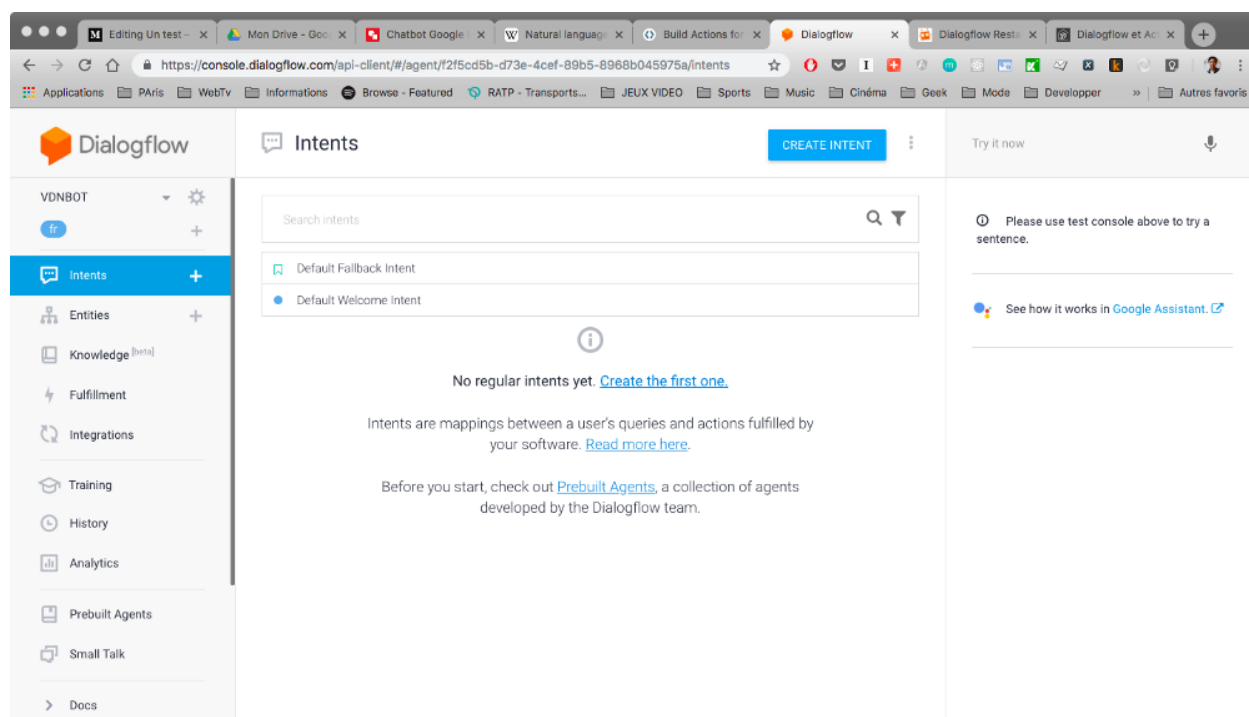 Editing Un test –
Mon Drive - Goo
Chatbot Google
Natural language
Build Actions for
Dialogflow
Dialogflow Resta
Dialogflow et Ac
https://console.dialogflow.com/api-client/#/agent/f2f5cd5b-d73e-4cef-89b5-8968b045975a/intents
Applications PAris WebTv Informations Browse - Featured RATP - Transports... JEUX VIDEO Sports Music Cinéma Geek Mode Developper » Autres favoris
Dialogflow
Intents
CREATE INTENT
Try it now
VDNBOT
fr
Search intents
Please use test console above to try a
sentence.
Intents
Default Fallback Intent
Default Welcome Intent
See how it works in Google Assistant.
Entities
Knowledge [beta]
Fulfillment
Integrations
No regular intents yet. Create the first one.
Intents are mappings between a user's queries and actions fulfilled by
your software. Read more here.
Before you start, check out Prebuilt Agents, a collection of agents
developed by the Dialogflow team.
Training
History
Analytics
Prebuilt Agents
Small Talk
Docs